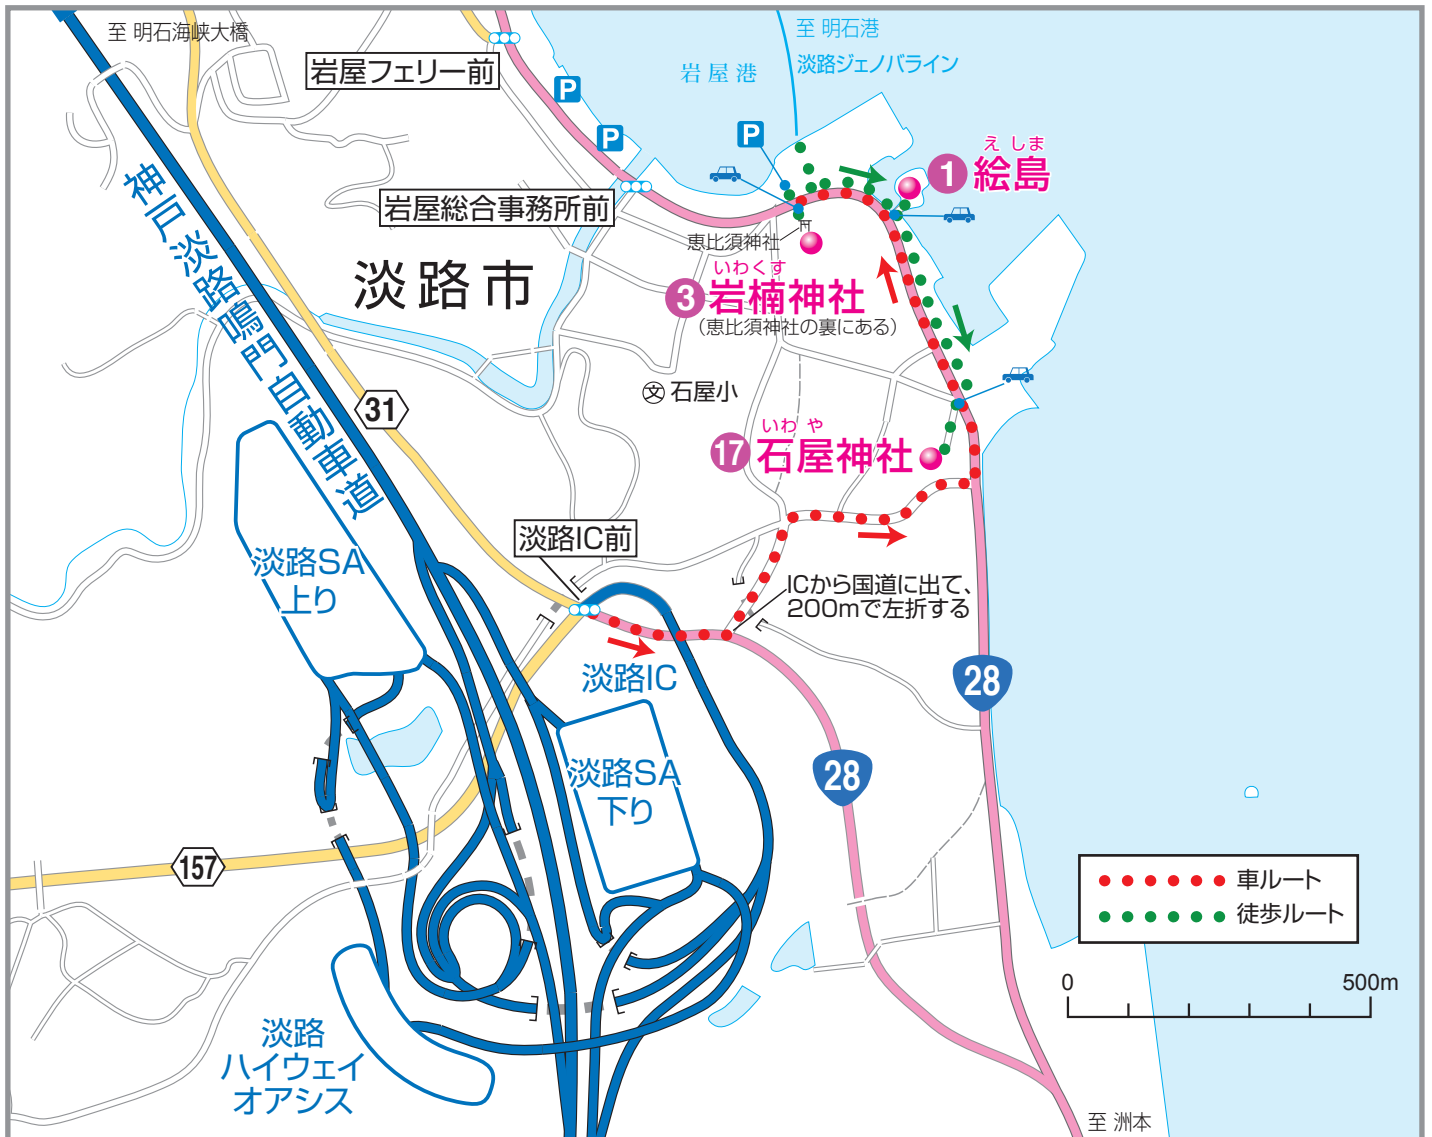 至 明石海峡大橋
至 明石港
淡路ジェノバライン
岩屋港
岩屋フェリー前
P
P
P
えしま
1 絵島
岩屋総合事務所前
恵比須神社
いわくす
3 岩楠神社
(恵比須神社の裏にある)
淡路市
神戸淡路鳴門自動車道
31
文 石屋小
いわや
17 石屋神社
淡路IC前
淡路SA
上り
ICから国道に出て、
200mで左折する
淡路IC
28
28
淡路SA
下り
157
車ルート
徒歩ルート
0 500m
淡路
ハイウェイ
オアシス
至 洲本